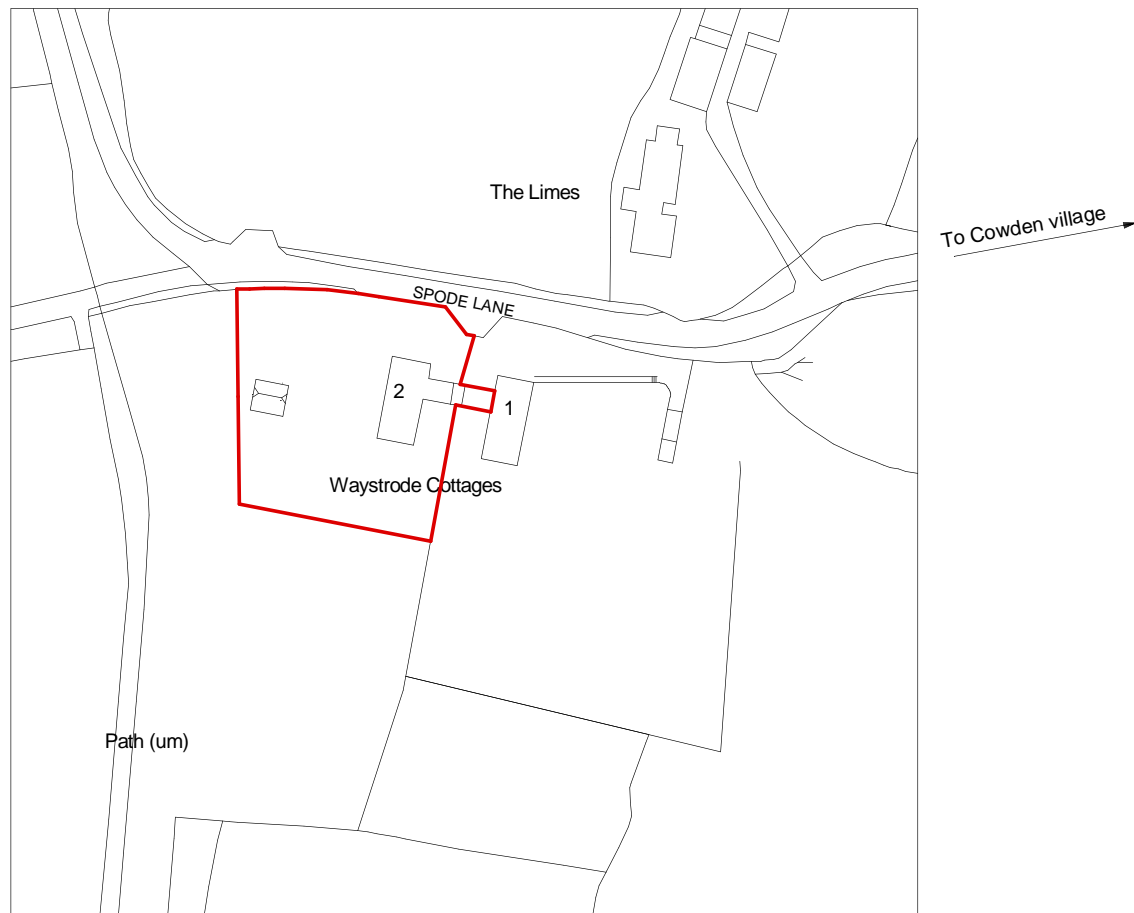 The Limes
To Cowden village
SPODE LANE
2
1
Waystrode Cottages
Path (um)